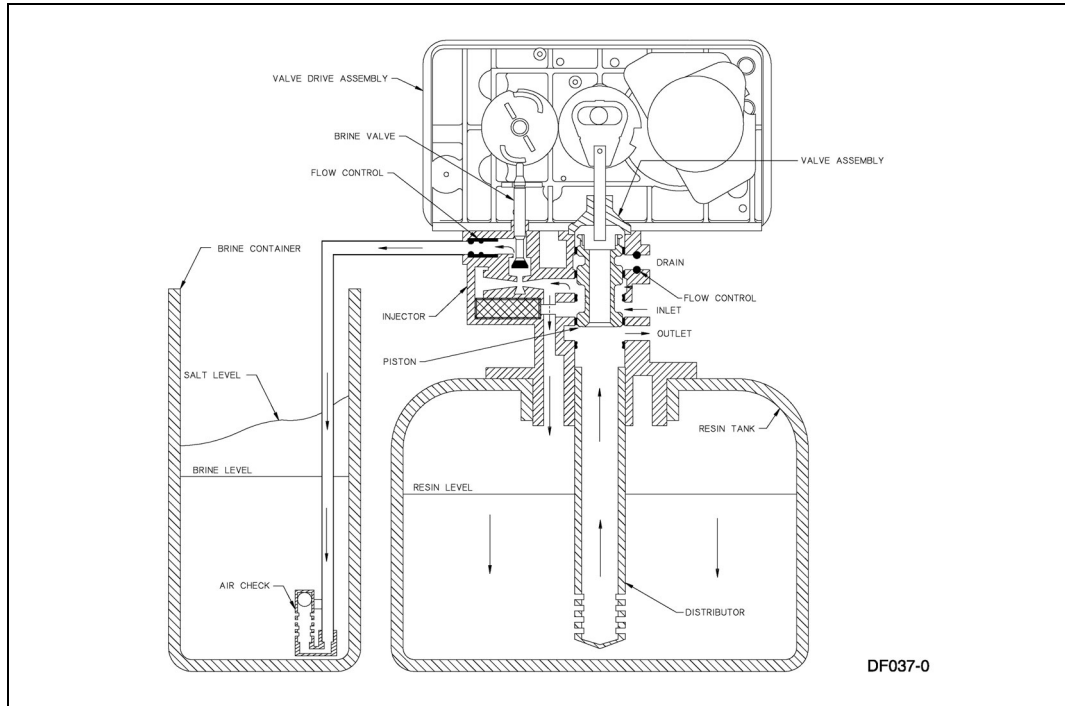 VALVE DRIVE ASSEMBLY
BRINE VALVE
FLOW CONTROL
VALVE ASSEMBLY
BRINE CONTAINER
DRAIN
FLOW CONTROL
INJECTOR
INLET
OUTLET
PISTON
SALT LEVEL
RESIN TANK
BRINE LEVEL
RESIN LEVEL
AIR CHECK
DISTRIBUTOR
DF037-0